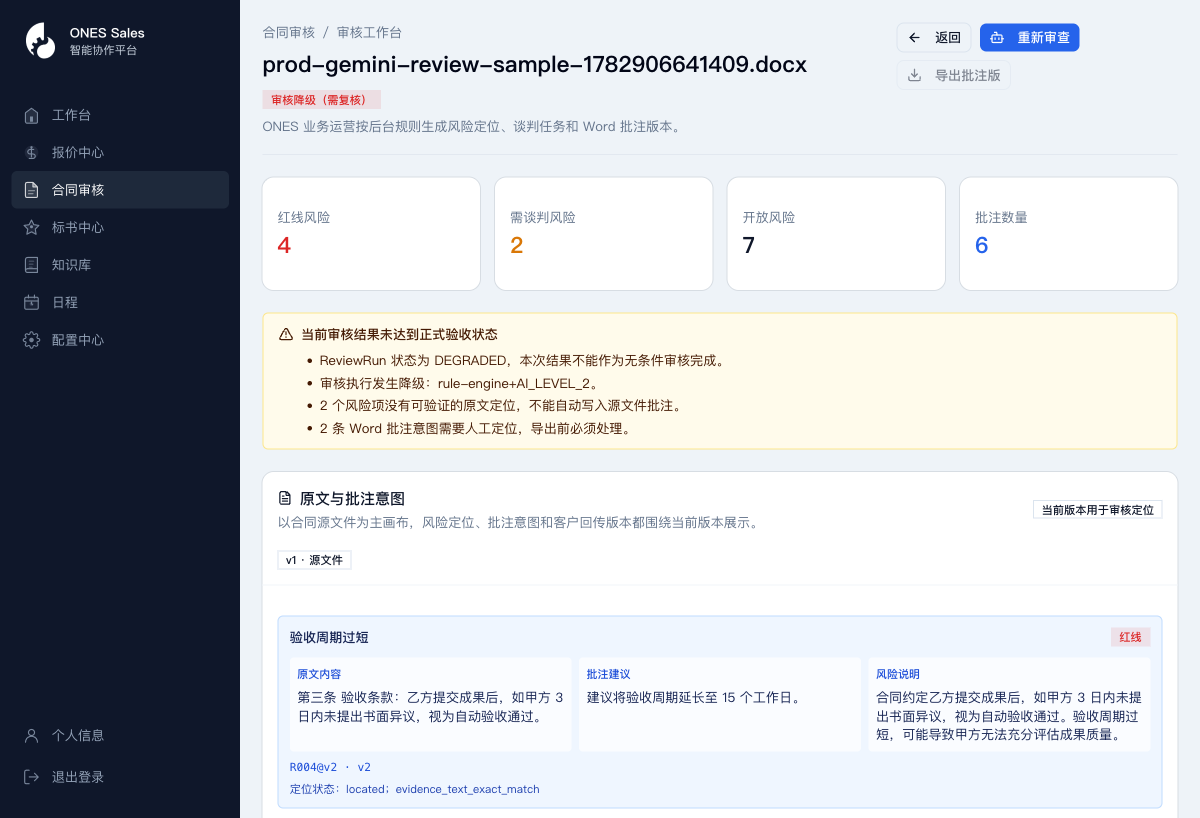 ONES Sales
智能协作平台
工作台
报价中心
合同审核
标书中心
知识库
日程
配置中心
个人信息
退出登录
合同审核 / 审核工作台
prod-gemini-review-sample-1782906641409.docx
审核降级（需复核）
ONES 业务运营按后台规则生成风险定位、谈判任务和 Word 批注版本。
返回
重新审查
导出批注版
红线风险
4
需谈判风险
2
开放风险
7
批注数量
6
当前审核结果未达到正式验收状态
• ReviewRun 状态为 DEGRADED，本次结果不能作为无条件审核完成。
• 审核执行发生降级：rule-engine+AI_LEVEL_2。
• 2 个风险项没有可验证的原文定位，不能自动写入源文件批注。
• 2 条 Word 批注意图需要人工定位，导出前必须处理。
原文与批注意图
以合同源文件为主画布，风险定位、批注意图和客户回传版本都围绕当前版本展示。
当前版本用于审核定位
v1 · 源文件
验收周期过短
红线
原文内容
第三条 验收条款：乙方提交成果后，如甲方 3
日内未提出书面异议，视为自动验收通过。
批注建议
建议将验收周期延长至 15 个工作日。
风险说明
合同约定乙方提交成果后，如甲方 3 日内未提
出书面异议，视为自动验收通过。验收周期过
短，可能导致甲方无法充分评估成果质量。
R004@v2 · v2
定位状态：located；evidence_text_exact_match